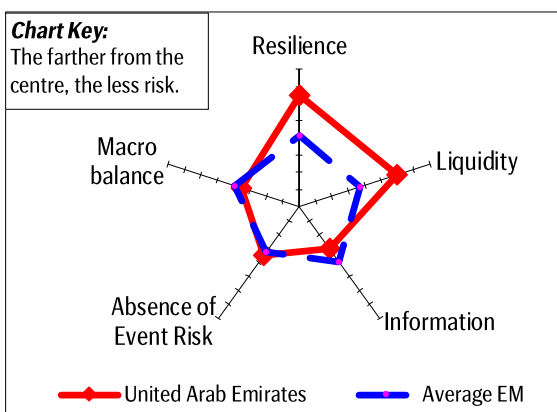 Chart Key:
The farther from the
centre, the less risk.
Resilience
Macro
balance
Liquidity
Absence of
Event Risk
Information
United Arab Emirates
Average EM